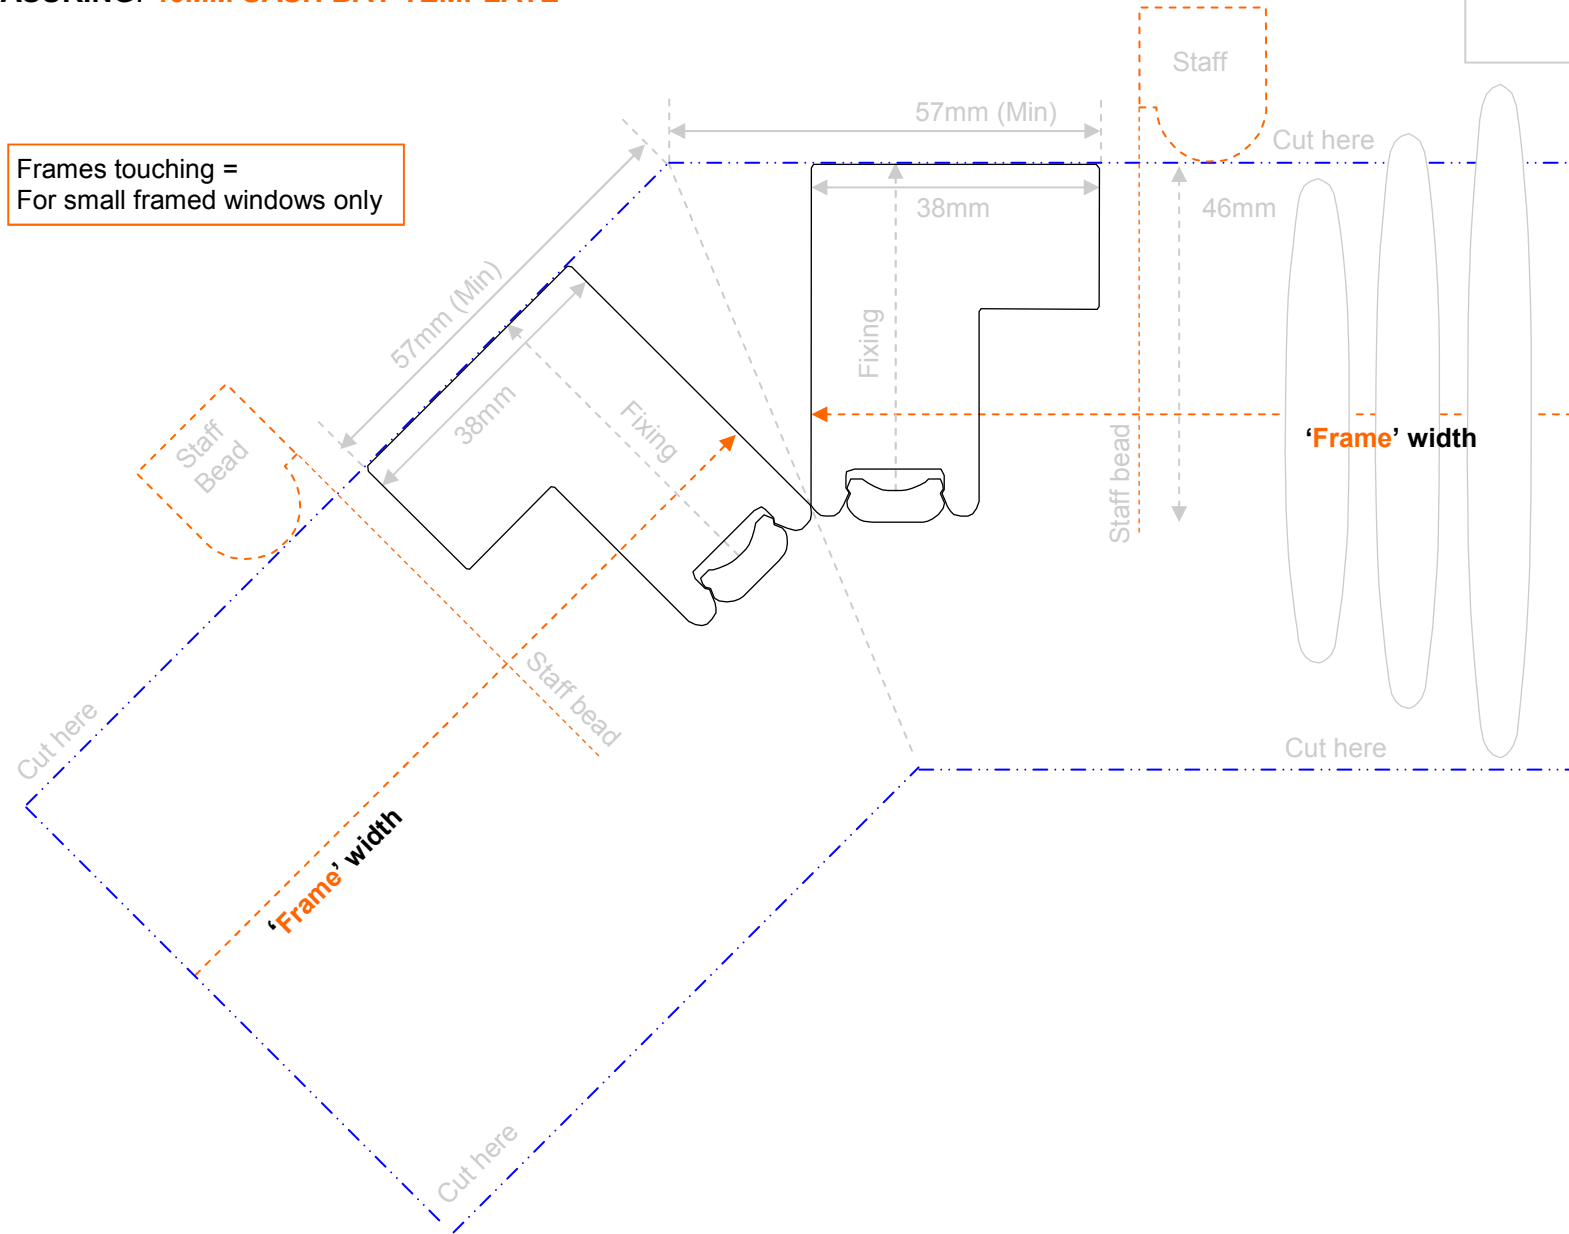 Staff
57mm (Min)
Cut here
Frames touching =
For small framed windows only
38mm
46mm
57mm (Min)
Fixing
38mm
Fixing
Staff
Bead
‘Frame’ width
Staff bead
Staff bead
Cut here
Cut here
‘Frame’ width
Cut here